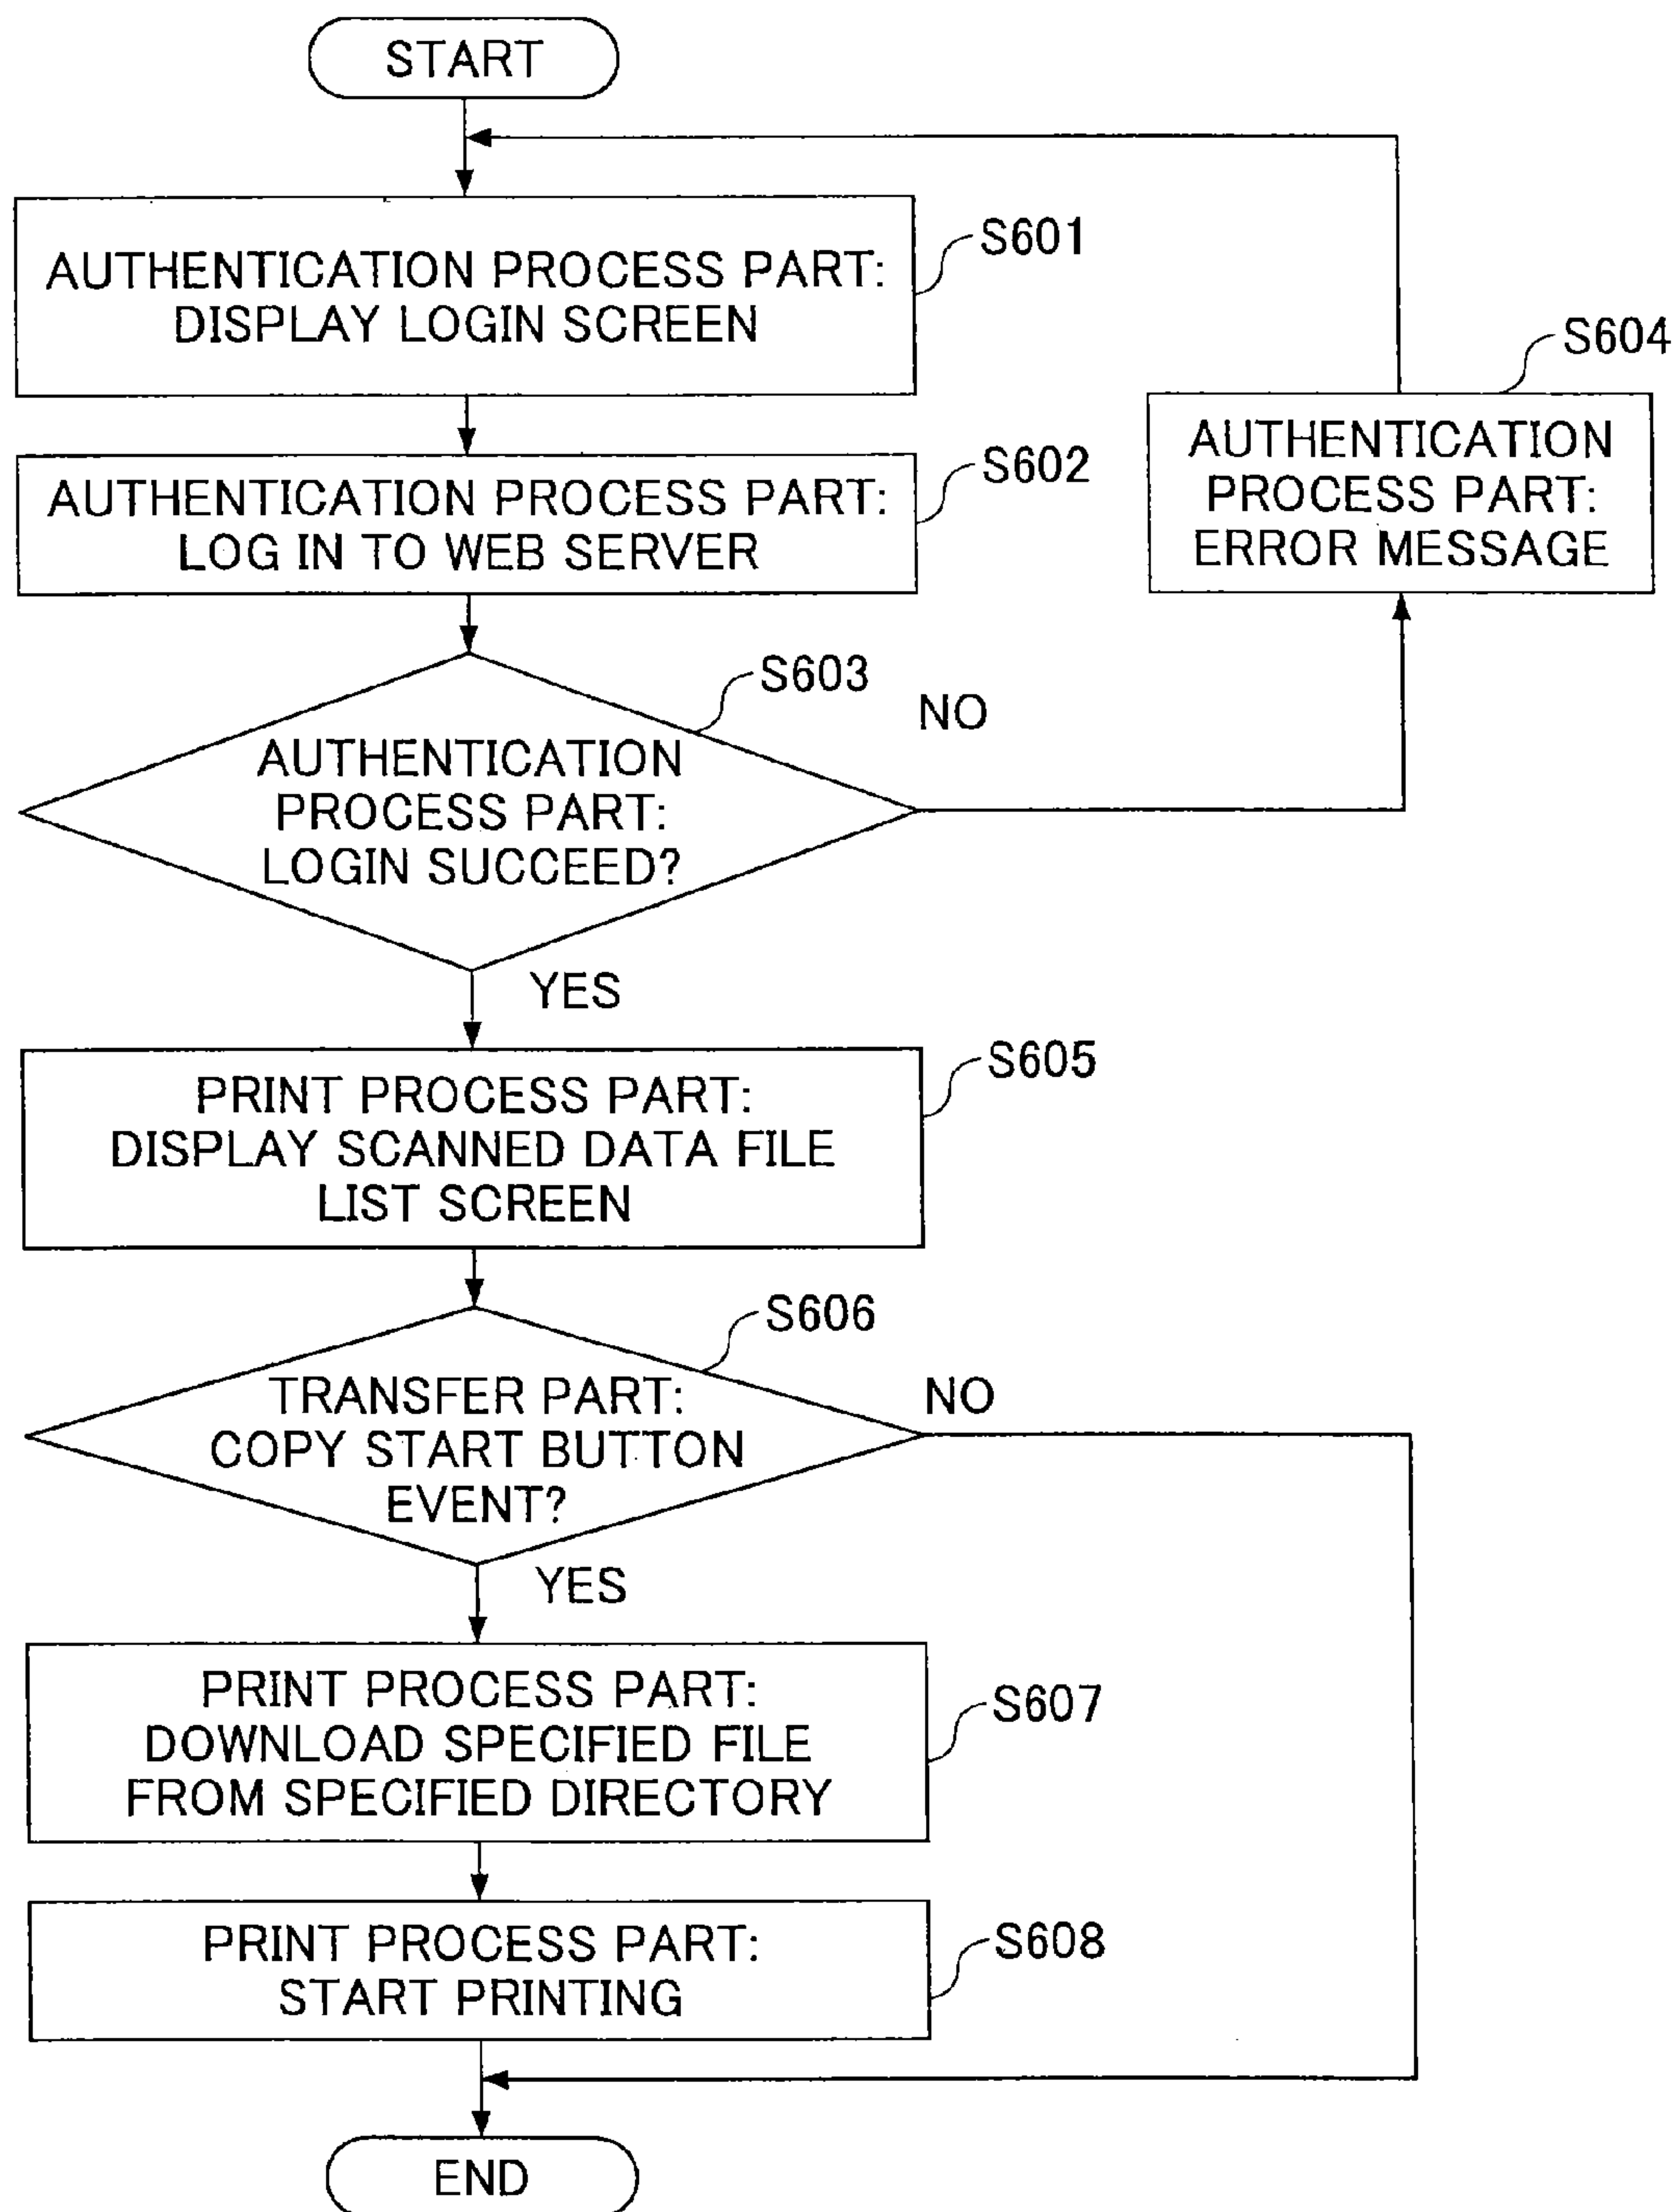 START
AUTHENTICATION PROCESS PART:
DISPLAY LOGIN SCREEN
S601
AUTHENTICATION PROCESS PART:
LOG IN TO WEB SERVER
S602
AUTHENTICATION
PROCESS PART:
LOGIN SUCCEED?
S603
NO
S604
AUTHENTICATION
PROCESS PART:
ERROR MESSAGE
YES
PRINT PROCESS PART:
DISPLAY SCANNED DATA FILE
LIST SCREEN
S605
TRANSFER PART:
COPY START BUTTON
EVENT?
S606
NO
YES
PRINT PROCESS PART:
DOWNLOAD SPECIFIED FILE
FROM SPECIFIED DIRECTORY
S607
PRINT PROCESS PART:
START PRINTING
S608
END